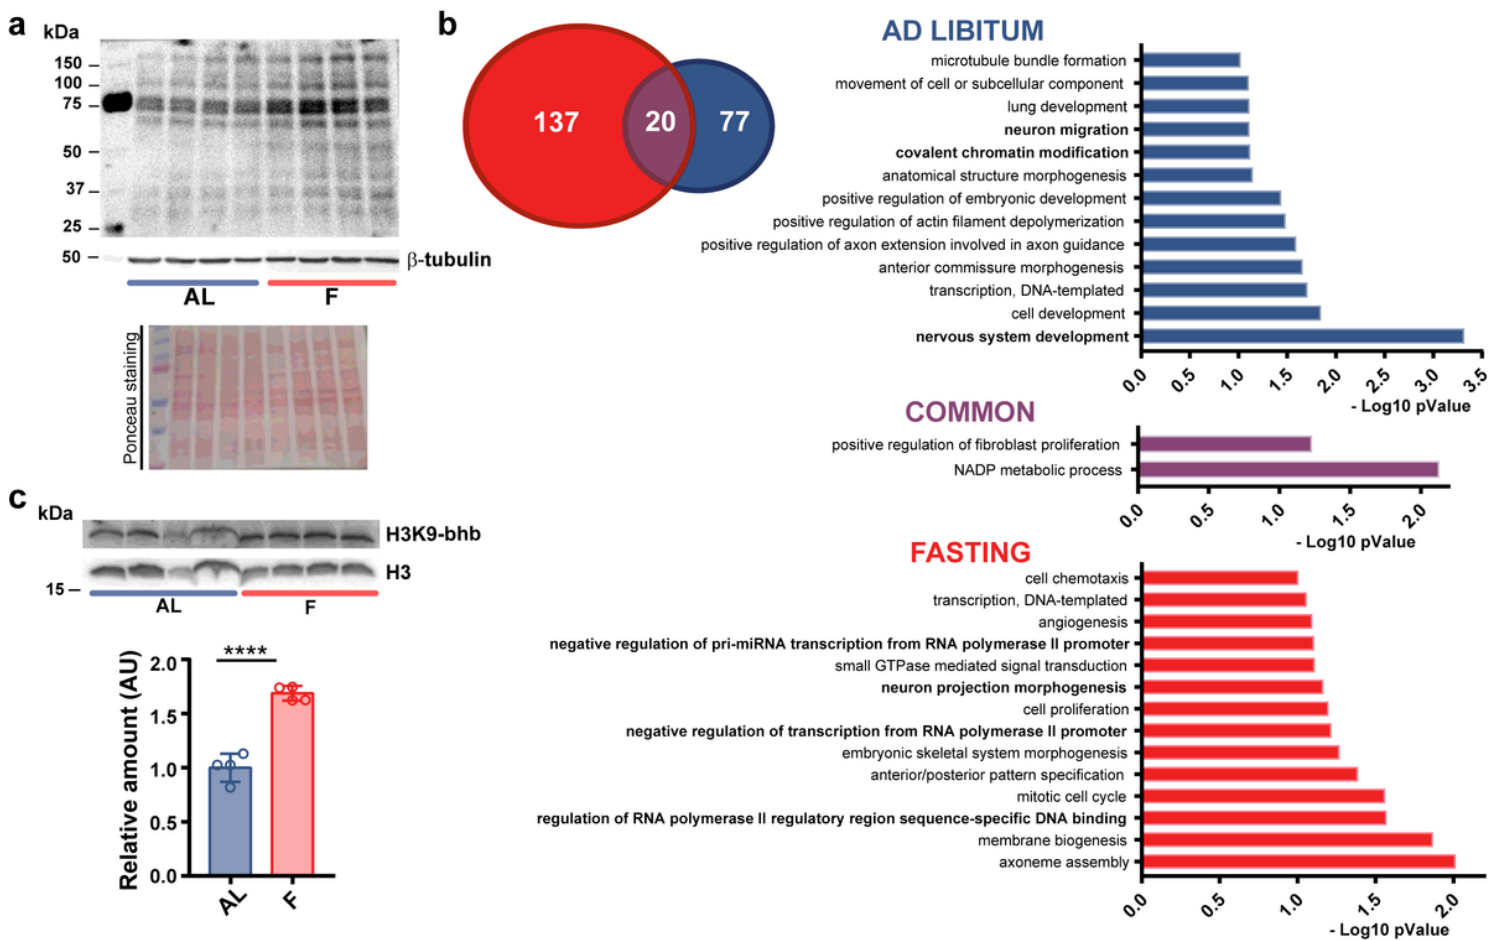 a
kDa
150
100
75
50
37
25
50
β-tubulin
AL
F
Ponceau staining
b
137
20
77
AD LIBITUM
microtubule bundle formation
movement of cell or subcellular component
lung development
neuron migration
covalent chromatin modification
anatomical structure morphogenesis
positive regulation of embryonic development
positive regulation of actin filament depolymerization
positive regulation of axon extension involved in axon guidance
anterior commissure morphogenesis
transcription, DNA-templated
cell development
nervous system development
0.0 0.5 1.0 1.5 2.0 2.5 3.0 3.5
- Log10 pValue
COMMON
positive regulation of fibroblast proliferation
NADP metabolic process
0.0 0.5 1.0 1.5 2.0
- Log10 pValue
FASTING
cell chemotaxis
transcription, DNA-templated
angiogenesis
negative regulation of pri-miRNA transcription from RNA polymerase II promoter
small GTPase mediated signal transduction
neuron projection morphogenesis
cell proliferation
negative regulation of transcription from RNA polymerase II promoter
embryonic skeletal system morphogenesis
anterior/posterior pattern specification
mitotic cell cycle
regulation of RNA polymerase II regulatory region sequence-specific DNA binding
membrane biogenesis
axoneme assembly
0.0 0.5 1.0 1.5 2.0
- Log10 pValue
c
kDa
H3K9-bhb
H3
15
AL
F
****
Relative amount (AU)
2.0
1.5
1.0
0.5
0.0
AL
F